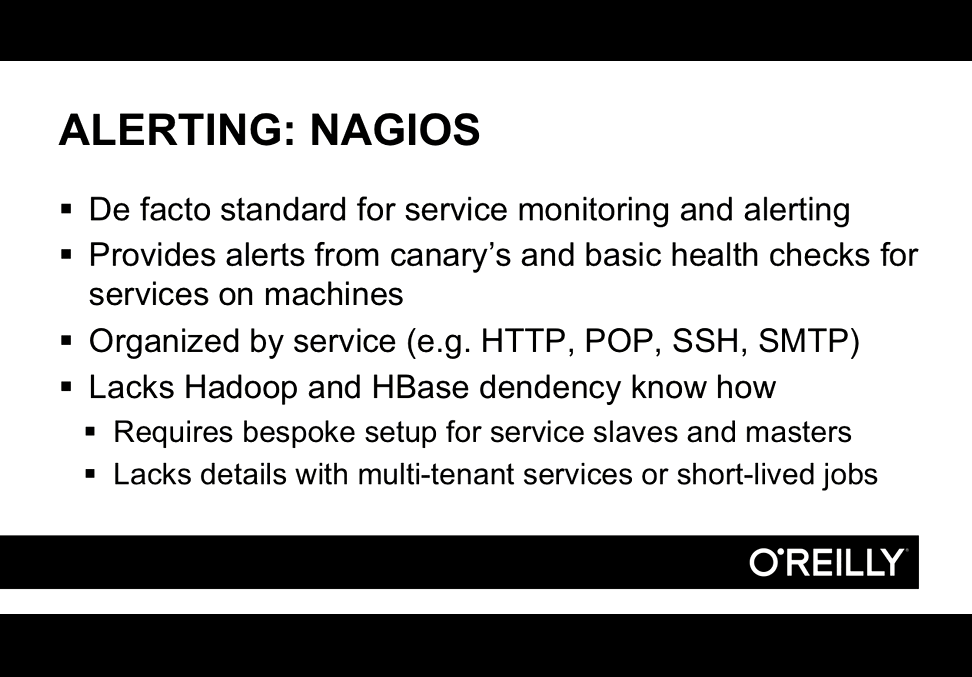 ALERTING: NAGIOS
▪ De facto standard for service monitoring and alerting
▪ Provides alerts from canary’s and basic health checks for
services on machines
▪ Organized by service (e.g. HTTP, POP, SSH, SMTP)
▪ Lacks Hadoop and HBase dendency know how
▪ Requires bespoke setup for service slaves and masters
▪ Lacks details with multi-tenant services or short-lived jobs
O'REILLY